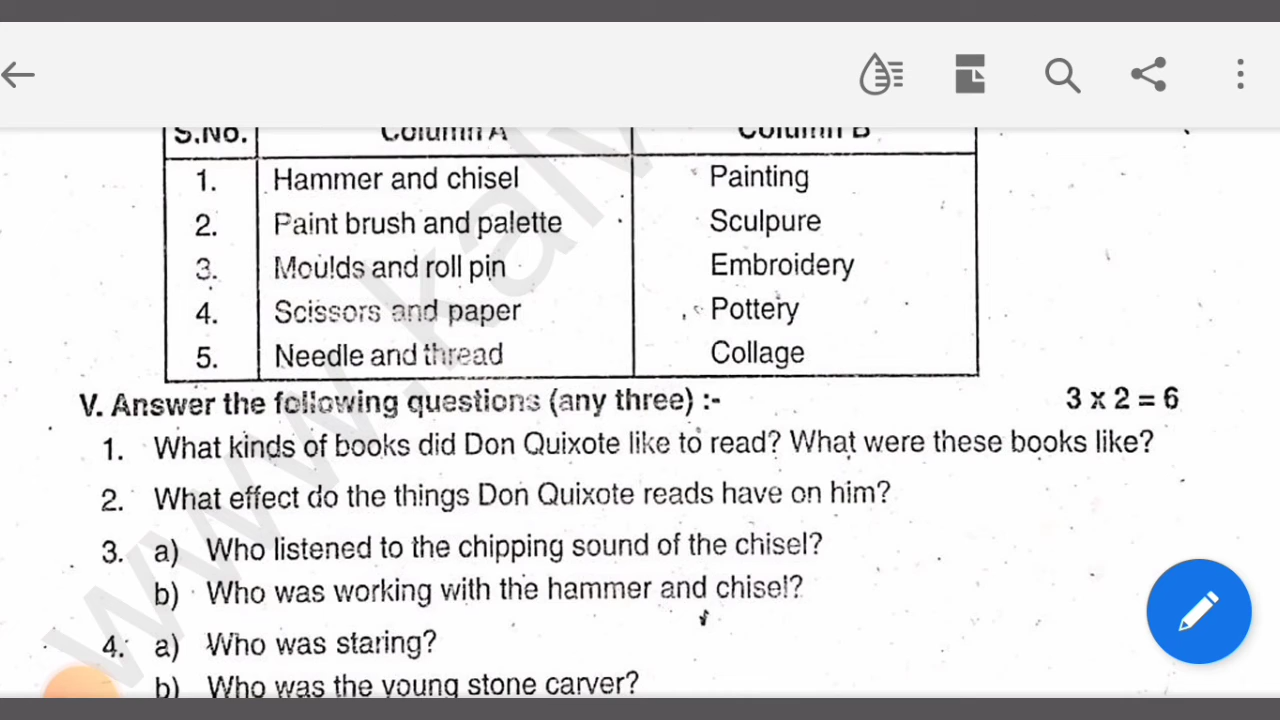 S.No. Column A Column B
1. Hammer and chisel Painting
2. Paint brush and palette Sculpure
3. Moulds and roll pin Embroidery
4. Scissors and paper Pottery
5. Needle and thread Collage
V. Answer the following questions (any three) :- 3 x 2 = 6
1. What kinds of books did Don Quixote like to read? What were these books like?
2. What effect do the things Don Quixote reads have on him?
3. a) Who listened to the chipping sound of the chisel?
b) Who was working with the hammer and chisel?
4. a) Who was staring?
b) Who was the young stone carver?
www.kalv